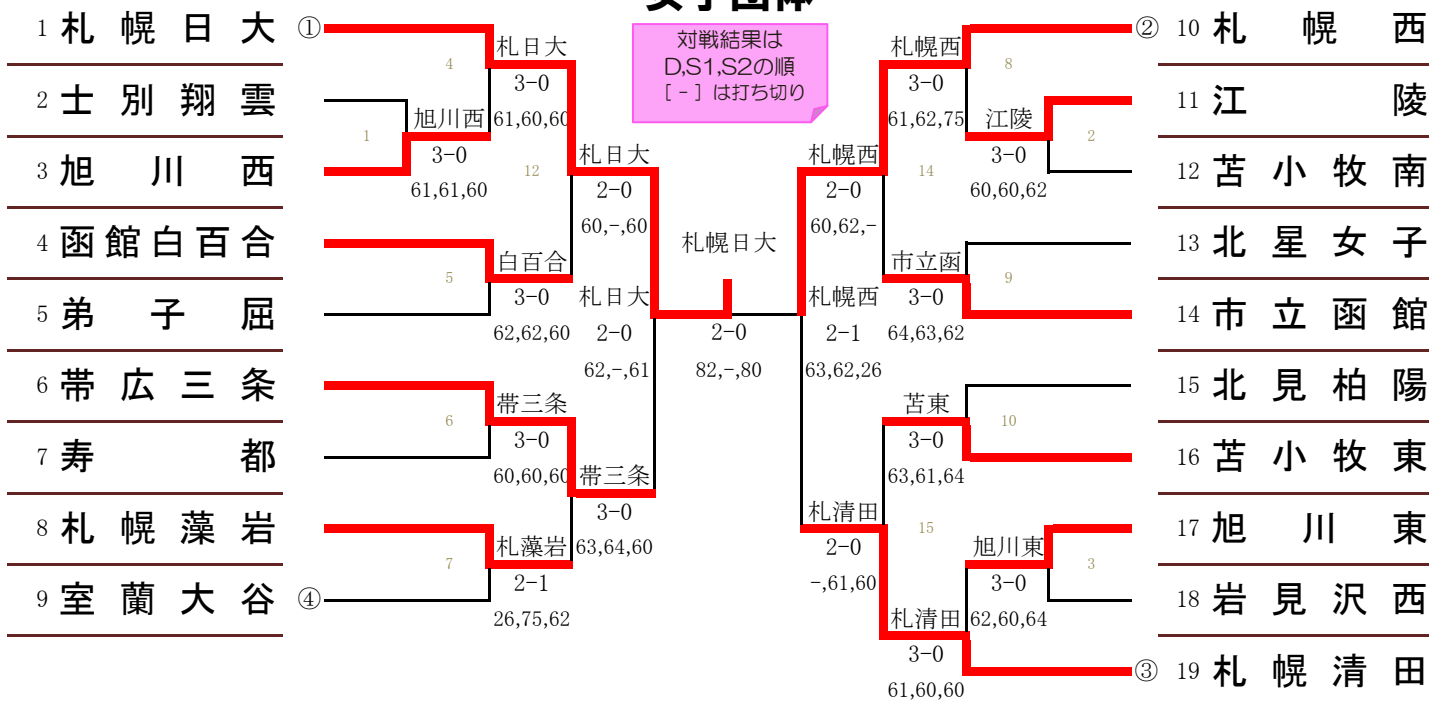 女子団体
対戦結果は
D,S1,S2の順
[ - ] は打ち切り
1 札幌日大 ①
2 士別翔雲
3 旭川西
4 函館白百合
5 弟子屈
6 帯広三条
7 寿都
8 札幌藻岩
9 室蘭大谷 ④
4
札日大
3-0
61,60,60
1
旭川西
3-0
61,61,60
12
札日大
2-0
60,-,60
5
白百合
3-0
62,62,60
札日大
2-0
62,-,61
6
帯三条
3-0
60,60,60
帯三条
3-0
63,64,60
7
札藻岩
2-1
26,75,62
札幌日大
2-0
82,-,80
札幌西
3-0
61,62,75
8
江陵
3-0
60,60,62
2
札幌西
2-0
60,62,-
14
市立函
3-0
64,63,62
9
札幌西
2-1
63,62,26
苫東
3-0
63,61,64
10
札清田
2-0
-,61,60
15
旭川東
3-0
62,60,64
3
札清田
3-0
61,60,60
② 10 札幌西
11 江陵
12 苫小牧南
13 北星女子
14 市立函館
15 北見柏陽
16 苫小牧東
17 旭川東
18 岩見沢西
③ 19 札幌清田